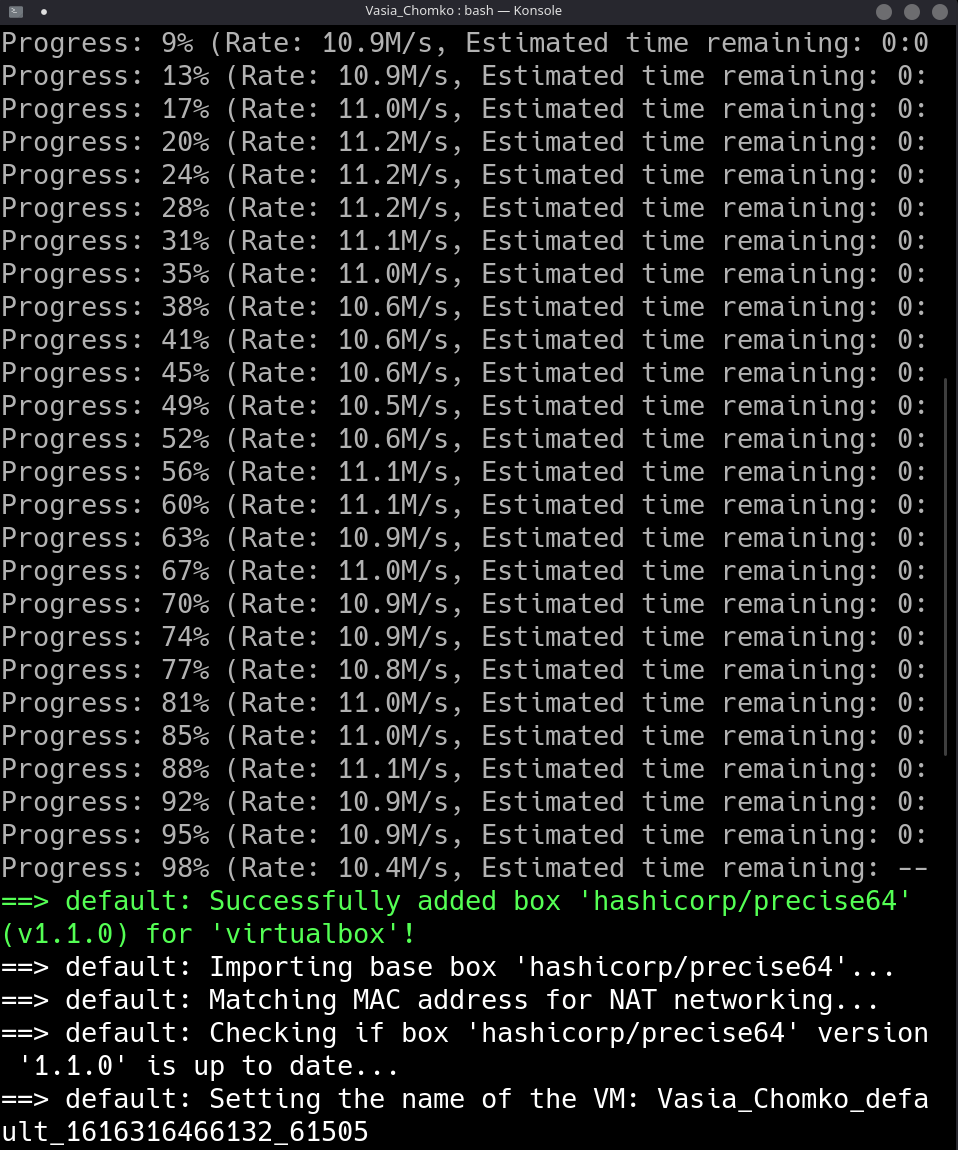 Vasia_Chomko : bash — Konsole
Progress: 9% (Rate: 10.9M/s, Estimated time remaining: 0:0
Progress: 13% (Rate: 10.9M/s, Estimated time remaining: 0:
Progress: 17% (Rate: 11.0M/s, Estimated time remaining: 0:
Progress: 20% (Rate: 11.2M/s, Estimated time remaining: 0:
Progress: 24% (Rate: 11.2M/s, Estimated time remaining: 0:
Progress: 28% (Rate: 11.2M/s, Estimated time remaining: 0:
Progress: 31% (Rate: 11.1M/s, Estimated time remaining: 0:
Progress: 35% (Rate: 11.0M/s, Estimated time remaining: 0:
Progress: 38% (Rate: 10.6M/s, Estimated time remaining: 0:
Progress: 41% (Rate: 10.6M/s, Estimated time remaining: 0:
Progress: 45% (Rate: 10.6M/s, Estimated time remaining: 0:
Progress: 49% (Rate: 10.5M/s, Estimated time remaining: 0:
Progress: 52% (Rate: 10.6M/s, Estimated time remaining: 0:
Progress: 56% (Rate: 11.1M/s, Estimated time remaining: 0:
Progress: 60% (Rate: 11.1M/s, Estimated time remaining: 0:
Progress: 63% (Rate: 10.9M/s, Estimated time remaining: 0:
Progress: 67% (Rate: 11.0M/s, Estimated time remaining: 0:
Progress: 70% (Rate: 10.9M/s, Estimated time remaining: 0:
Progress: 74% (Rate: 10.9M/s, Estimated time remaining: 0:
Progress: 77% (Rate: 10.8M/s, Estimated time remaining: 0:
Progress: 81% (Rate: 11.0M/s, Estimated time remaining: 0:
Progress: 85% (Rate: 11.0M/s, Estimated time remaining: 0:
Progress: 88% (Rate: 11.1M/s, Estimated time remaining: 0:
Progress: 92% (Rate: 10.9M/s, Estimated time remaining: 0:
Progress: 95% (Rate: 10.9M/s, Estimated time remaining: 0:
Progress: 98% (Rate: 10.4M/s, Estimated time remaining: --
==> default: Successfully added box 'hashicorp/precise64'
(v1.1.0) for 'virtualbox'!
==> default: Importing base box 'hashicorp/precise64'...
==> default: Matching MAC address for NAT networking...
==> default: Checking if box 'hashicorp/precise64' version
 '1.1.0' is up to date...
==> default: Setting the name of the VM: Vasia_Chomko_defa
ult_1616316466132_61505